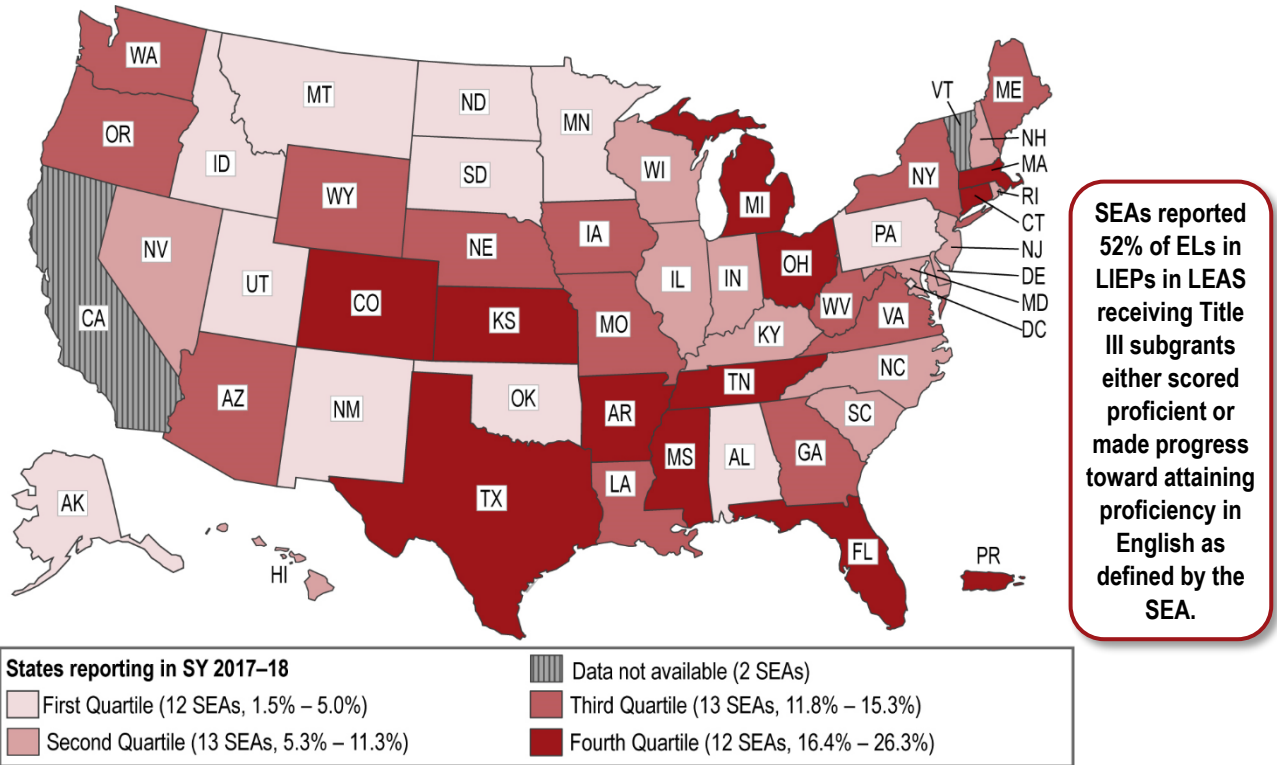 WA
MT
ND
MN
VT
ME
OR
ID
SD
WI
NH
MA
NY
RI
WY
MI
CT
NE
IA
PA
NJ
NV
UT
IL
IN
OH
DE
MD
DC
CA
CO
KS
MO
WV
VA
KY
NC
TN
AZ
NM
OK
AR
SC
MS
AL
GA
LA
TX
AK
FL
HI
PR
SEAs reported
52% of ELs in
LIEPs in LEAS
receiving Title
III subgrants
either scored
proficient or
made progress
toward attaining
proficiency in
English as
defined by the
SEA.
States reporting in SY 2017–18
Data not available (2 SEAs)
First Quartile (12 SEAs, 1.5% – 5.0%)
Third Quartile (13 SEAs, 11.8% – 15.3%)
Second Quartile (13 SEAs, 5.3% – 11.3%)
Fourth Quartile (12 SEAs, 16.4% – 26.3%)